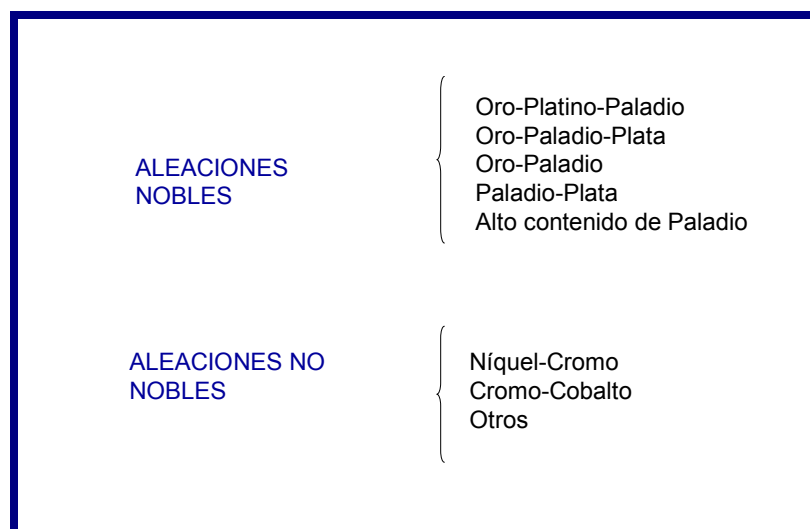 ALEACIONES
NOBLES
Oro-Platino-Paladio
Oro-Paladio-Plata
Oro-Paladio
Paladio-Plata
Alto contenido de Paladio
ALEACIONES NO
NOBLES
Níquel-Cromo
Cromo-Cobalto
Otros